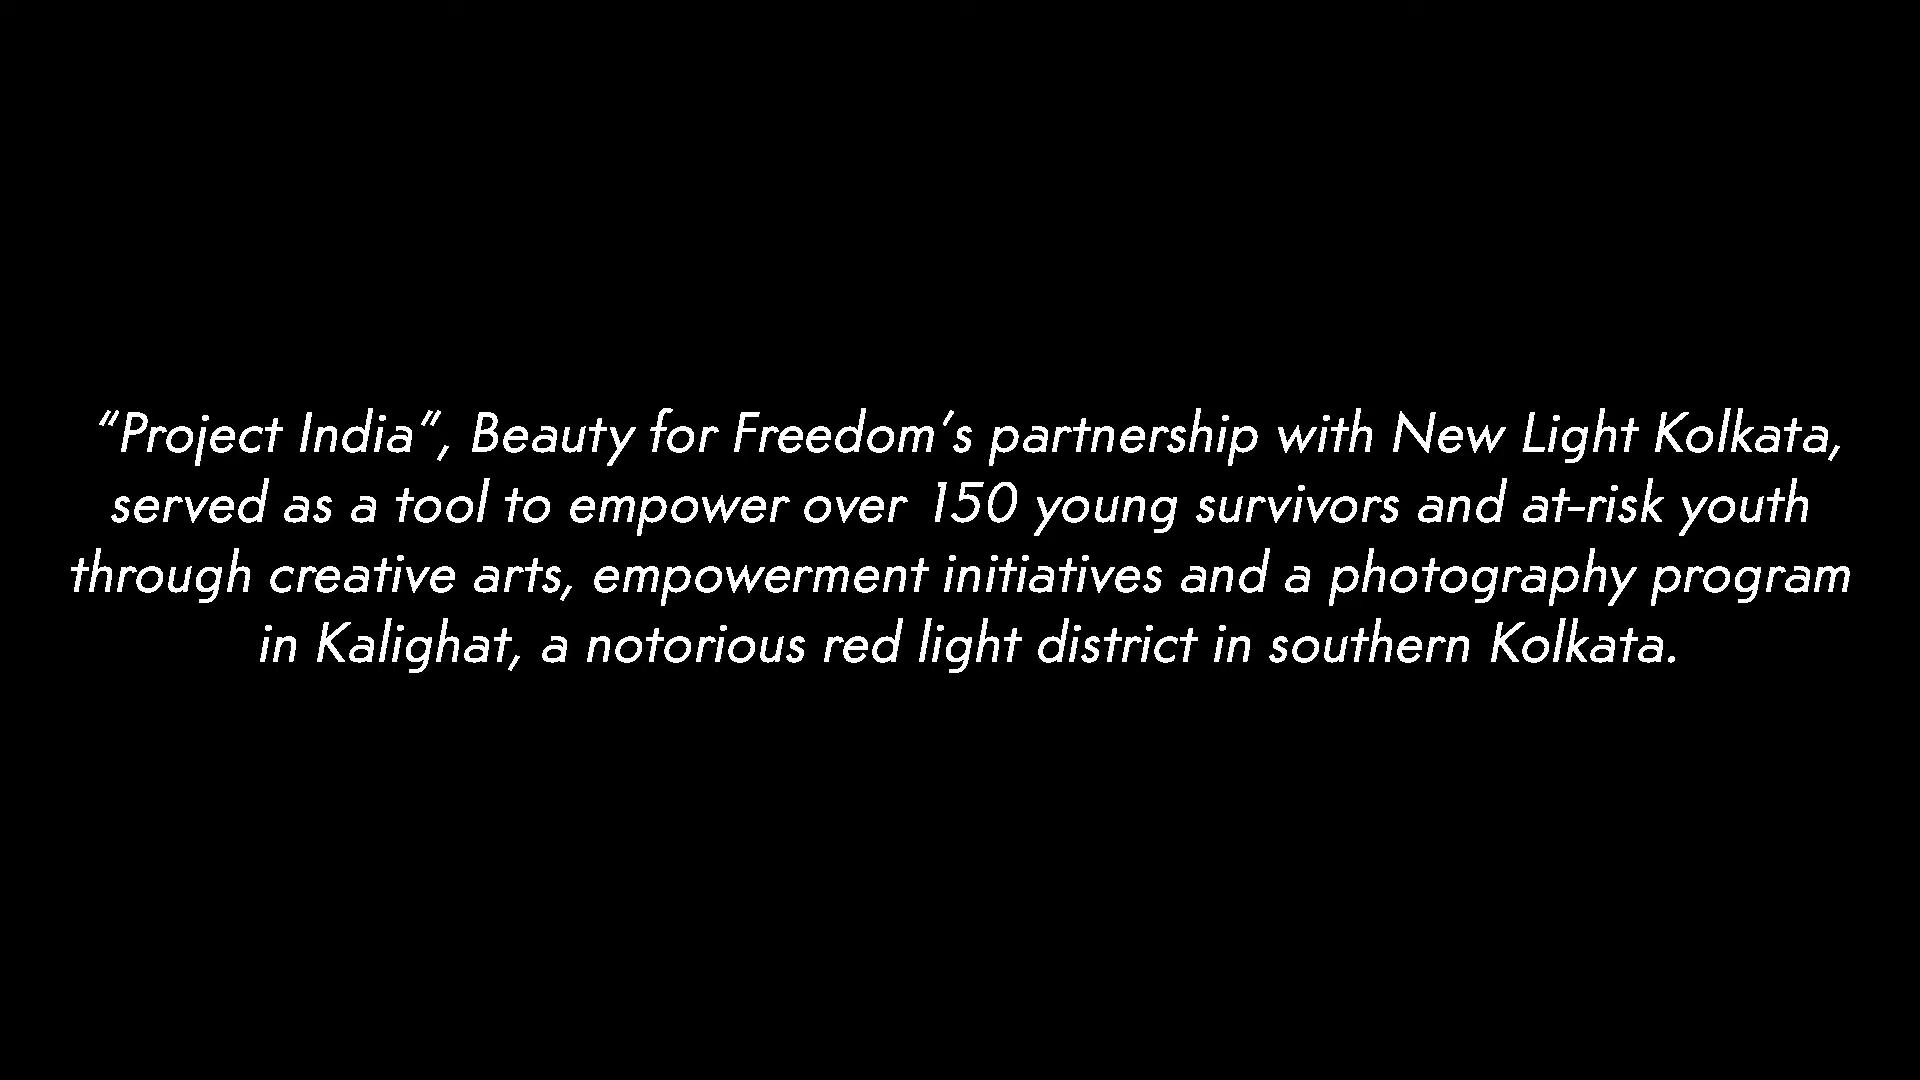 “Project India”, Beauty for Freedom’s partnership with New Light Kolkata,
served as a tool to empower over 150 young survivors and at-risk youth
through creative arts, empowerment initiatives and a photography program
in Kalighat, a notorious red light district in southern Kolkata.